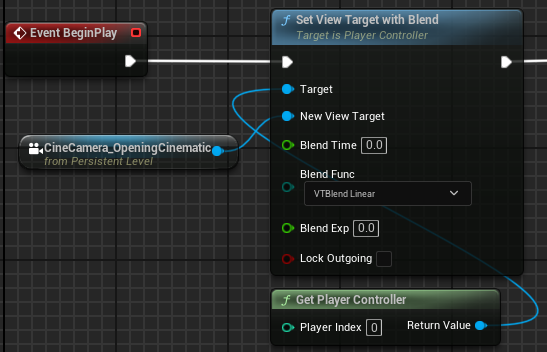 Event BeginPlay
Set View Target with Blend
Target is Player Controller
Target
New View Target
CineCamera_OpeningCinematic
from Persistent Level
Blend Time 0.0
Blend Func
VTBlend Linear
Blend Exp 0.0
Lock Outgoing
Get Player Controller
Player Index 0 Return Value